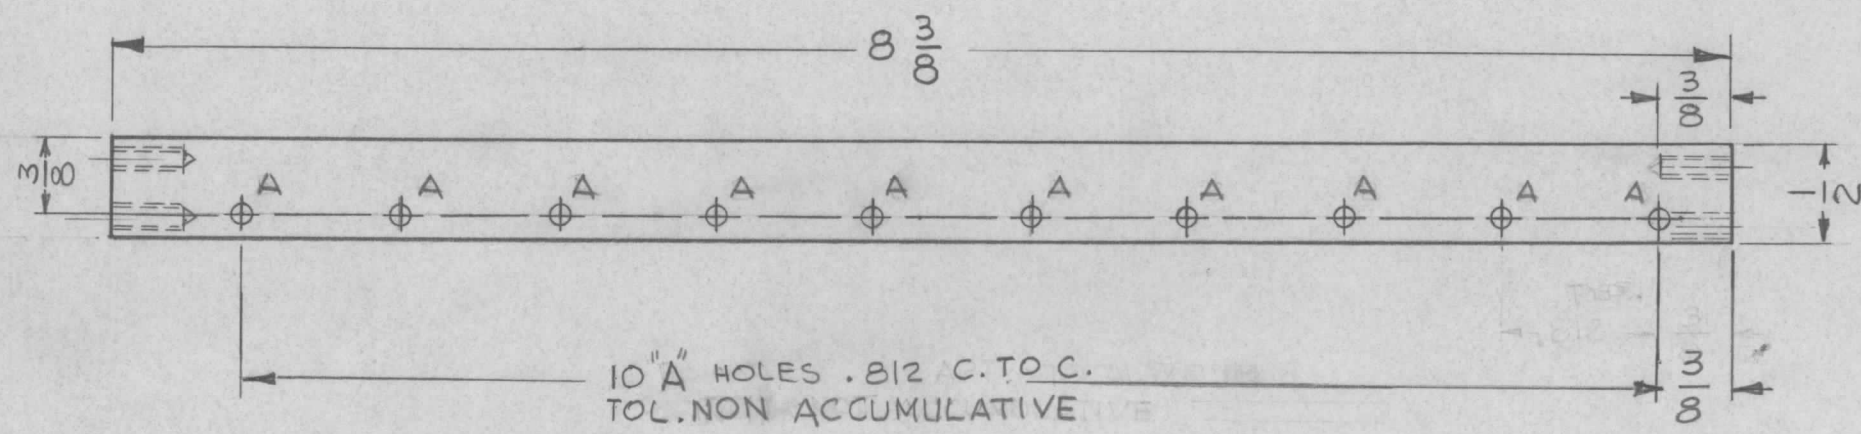 8 3/8
3/8
3/8
1/2
A A A A A A A A A A
10 "A" HOLES .812 C. TO C.
TOL. NON ACCUMULATIVE
3/8